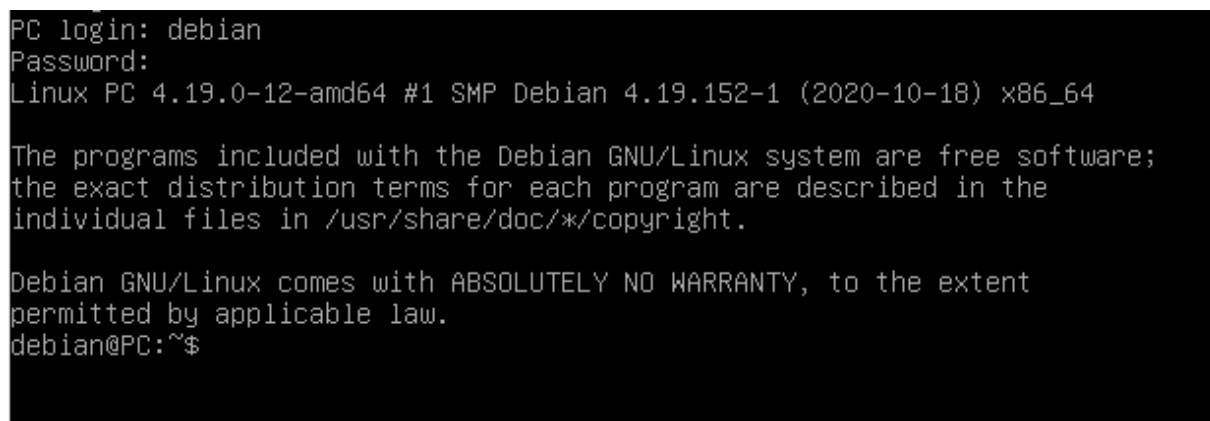 PC login: debian
Password:
Linux PC 4.19.0-12-amd64 #1 SMP Debian 4.19.152-1 (2020-10-18) x86_64
The programs included with the Debian GNU/Linux system are free software;
the exact distribution terms for each program are described in the
individual files in /usr/share/doc/*/copyright.
Debian GNU/Linux comes with ABSOLUTELY NO WARRANTY, to the extent
permitted by applicable law.
debian@PC:~$